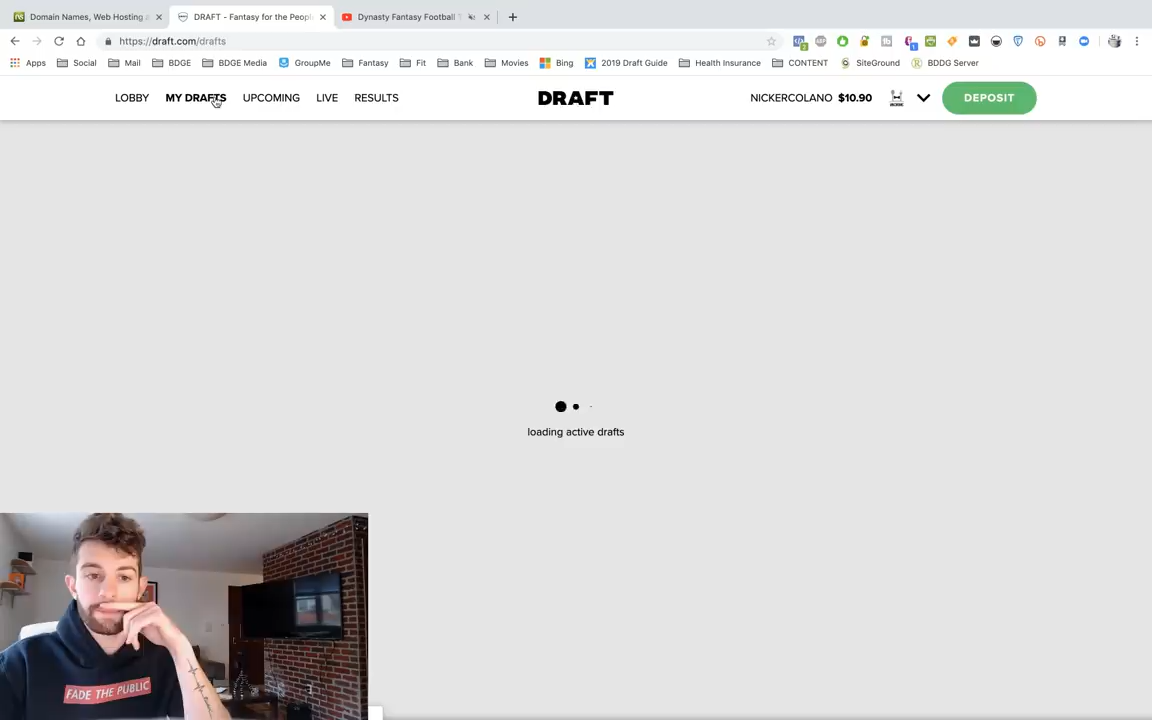 Domain Names, Web Hosting a
DRAFT - Fantasy for the Peopl
Dynasty Fantasy Football T
https://draft.com/drafts
Apps
Social
Mail
BDGE
BDGE Media
GroupMe
Fantasy
Fit
Bank
Movies
Bing
2019 Draft Guide
Health Insurance
CONTENT
SiteGround
BDDG Server
LOBBY
MY DRAFTS
UPCOMING
LIVE
RESULTS
DRAFT
NICKERCOLANO $10.90
DEPOSIT
loading active drafts
FADE THE PUBLIC